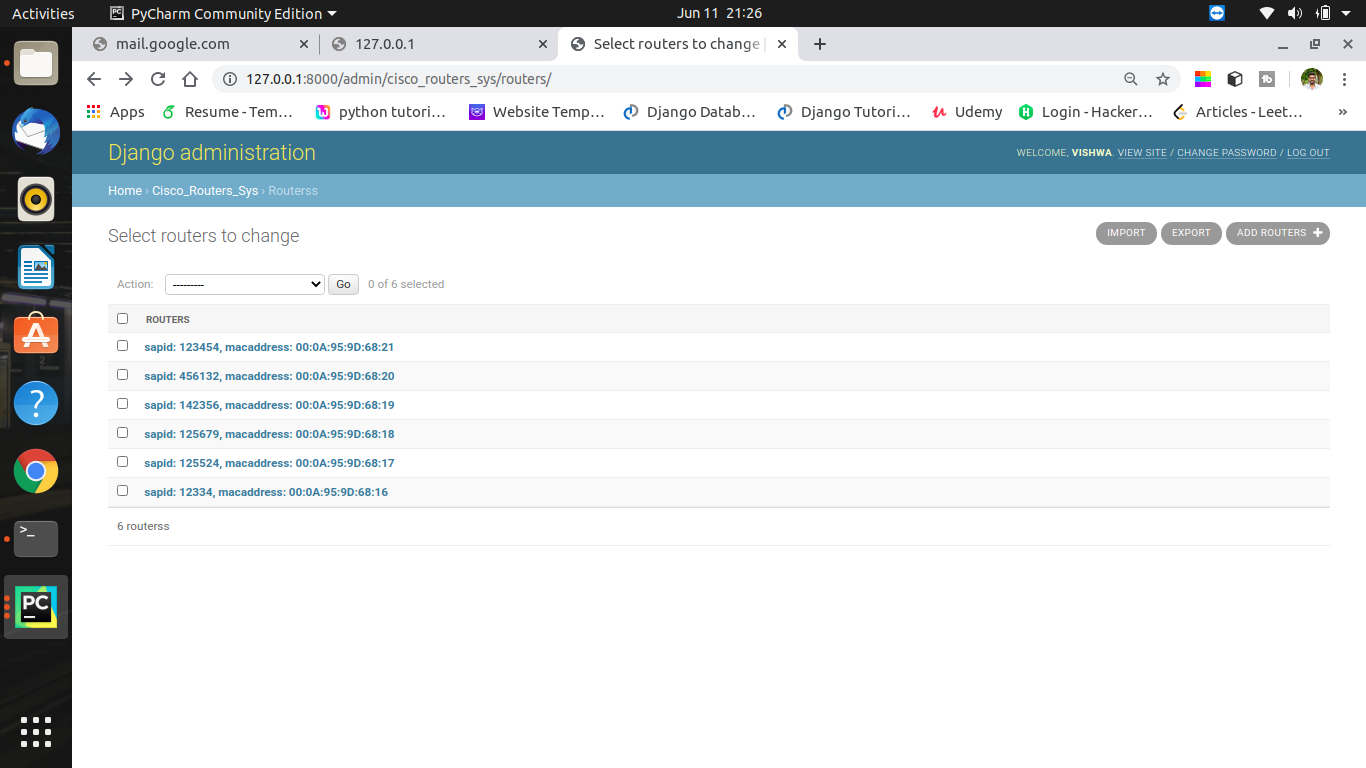 Activities PyCharm Community Edition Jun 11 21:26
mail.google.com 127.0.0.1 Select routers to change
127.0.0.1:8000/admin/cisco_routers_sys/routers/
Apps Resume - Tem... python tutori... Website Temp... Django Datab... Django Tutori... Udemy Login - Hacker... Articles - Leet... »
Django administration WELCOME, VISHWA. VIEW SITE / CHANGE PASSWORD / LOG OUT
Home › Cisco_Routers_Sys › Routerss
Select routers to change IMPORT EXPORT ADD ROUTERS +
Action: --------- Go 0 of 6 selected
ROUTERS
sapid: 123454, macaddress: 00:0A:95:9D:68:21
sapid: 456132, macaddress: 00:0A:95:9D:68:20
sapid: 142356, macaddress: 00:0A:95:9D:68:19
sapid: 125679, macaddress: 00:0A:95:9D:68:18
sapid: 125524, macaddress: 00:0A:95:9D:68:17
sapid: 12334, macaddress: 00:0A:95:9D:68:16
6 routerss
>_
PC